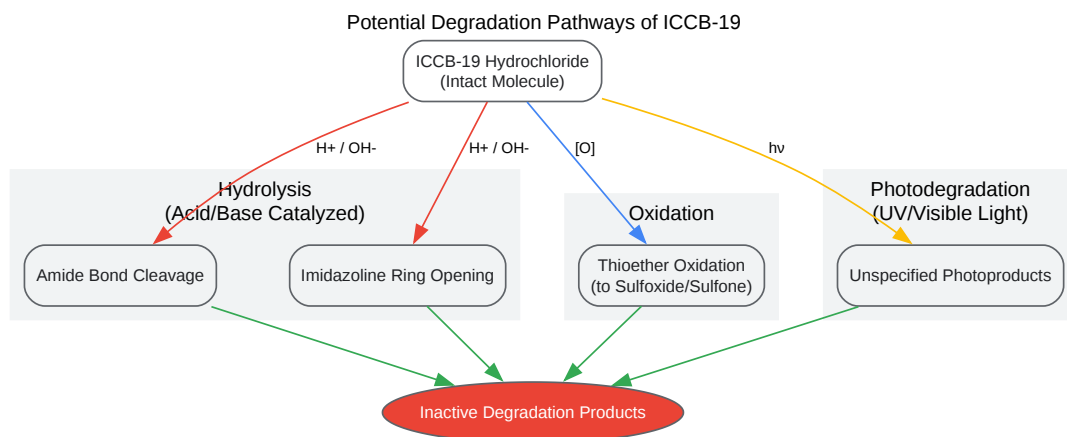 Potential Degradation Pathways of ICCB-19
ICCB-19 Hydrochloride
(Intact Molecule)
H+ / OH-
H+ / OH-
[O]
hν
Hydrolysis
(Acid/Base Catalyzed)
Oxidation
Photodegradation
(UV/Visible Light)
Amide Bond Cleavage
Imidazoline Ring Opening
Thioether Oxidation
(to Sulfoxide/Sulfone)
Unspecified Photoproducts
Inactive Degradation Products